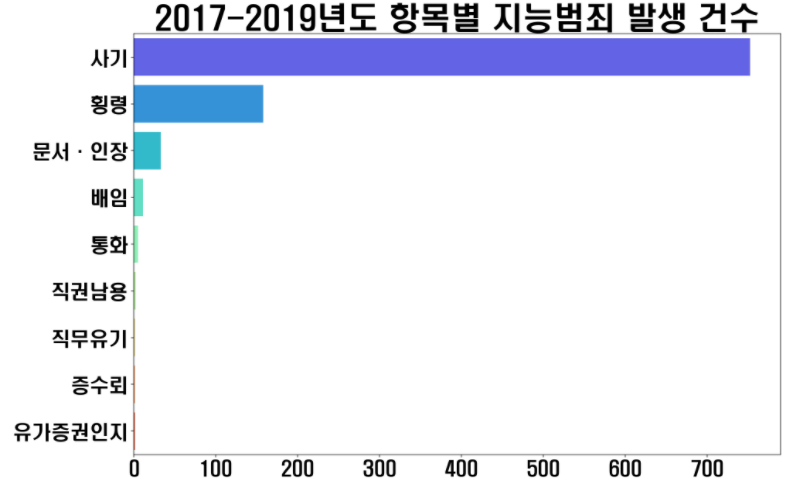 2017-2019년도 항목별 지능범죄 발생 건수
사기
횡령
문서 · 인장
배임
통화
직권남용
직무유기
증수뢰
유가증권인지
0 100 200 300 400 500 600 700